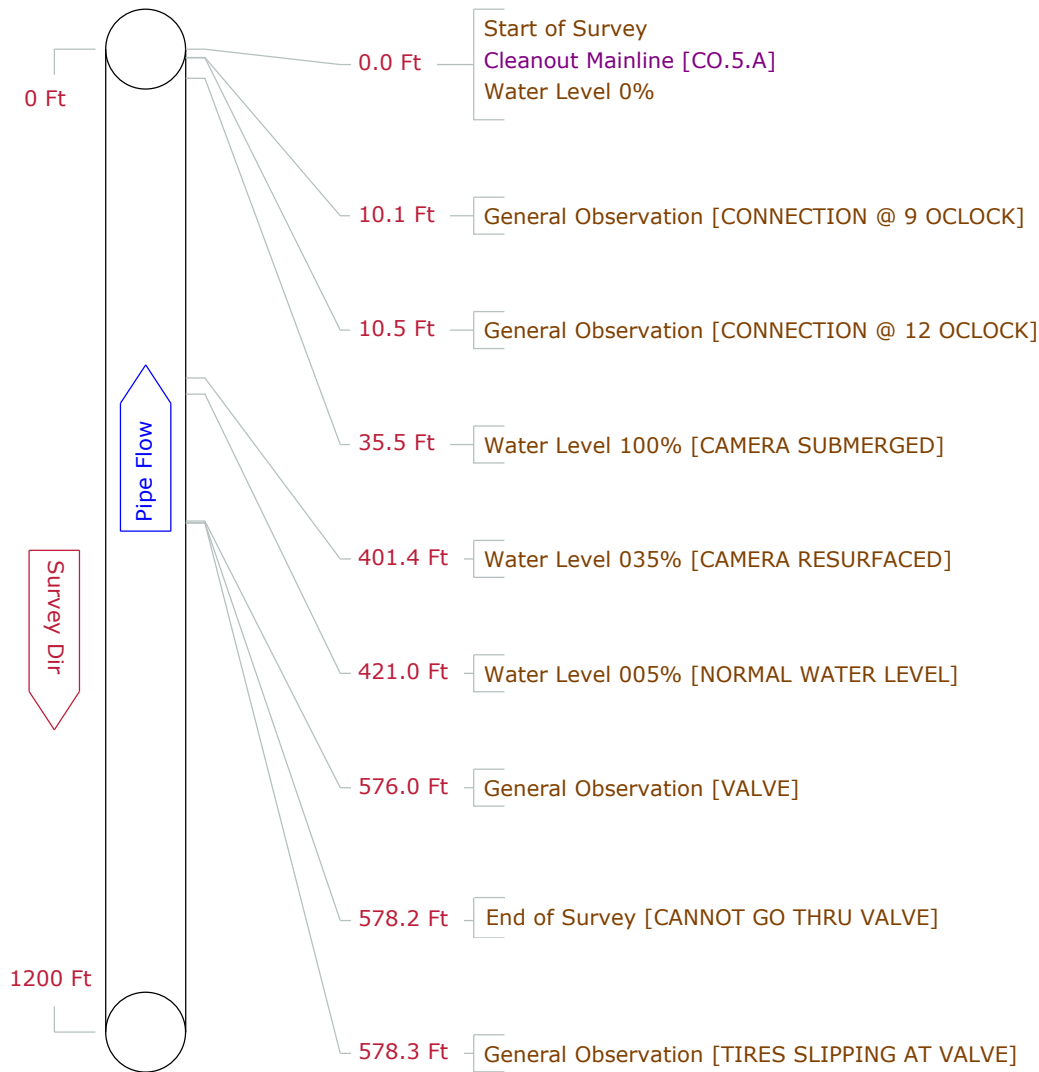 Start of Survey
0.0 Ft
Cleanout Mainline [CO.5.A]
Water Level 0%
0 Ft
10.1 Ft
General Observation [CONNECTION @ 9 OCLOCK]
10.5 Ft
General Observation [CONNECTION @ 12 OCLOCK]
Pipe Flow
35.5 Ft
Water Level 100% [CAMERA SUBMERGED]
401.4 Ft
Water Level 035% [CAMERA RESURFACED]
Survey Dir
421.0 Ft
Water Level 005% [NORMAL WATER LEVEL]
576.0 Ft
General Observation [VALVE]
578.2 Ft
End of Survey [CANNOT GO THRU VALVE]
1200 Ft
578.3 Ft
General Observation [TIRES SLIPPING AT VALVE]